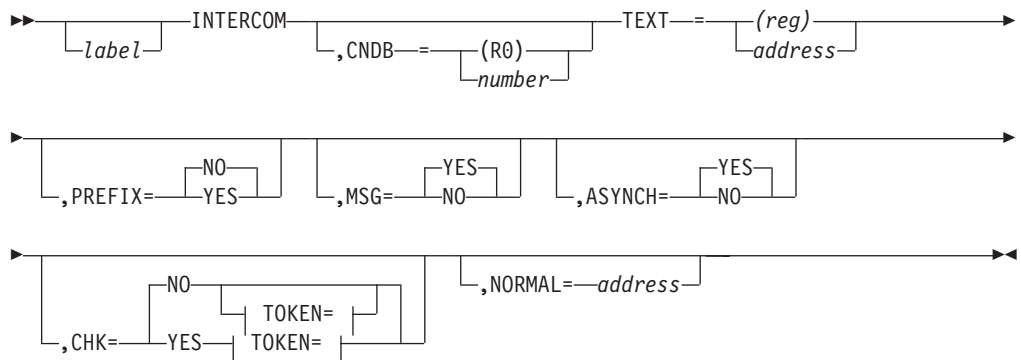 INTERCOM TEXT = (reg)
label ,CNDB = (R0) address
number
NO YES YES
,PREFIX= YES ,MSG= NO ,ASYNCH= NO
NO ,NORMAL= address
TOKEN=
,CHK= YES TOKEN=